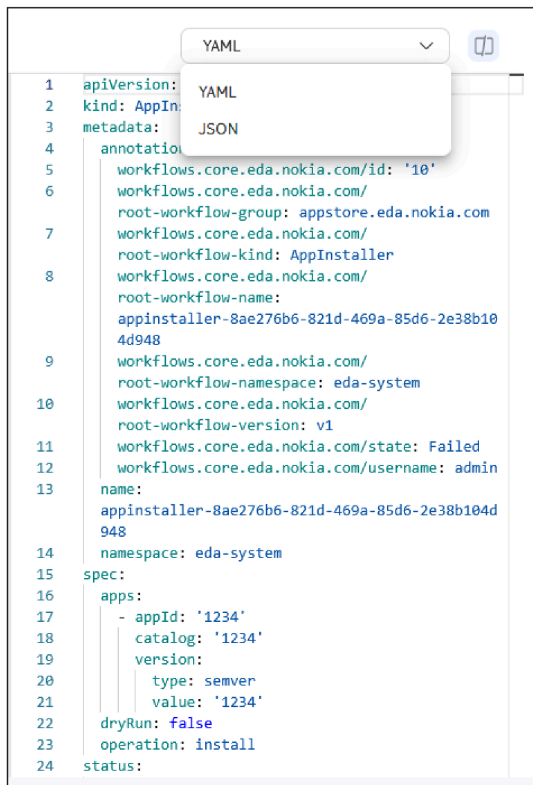 YAML
YAML
JSON
1 apiVersion:
2 kind:
3 metadata:
4
5 workflows.core.eda.nokia.com/id: '10'
6 workflows.core.eda.nokia.com/
root-workflow-group: appstore.eda.nokia.com
7 workflows.core.eda.nokia.com/
root-workflow-kind: AppInstaller
8 workflows.core.eda.nokia.com/
root-workflow-name:
appinstaller-8ae276b6-821d-469a-85d6-2e38b10
4d948
9 workflows.core.eda.nokia.com/
root-workflow-namespace: eda-system
10 workflows.core.eda.nokia.com/
root-workflow-version: v1
11 workflows.core.eda.nokia.com/state: Failed
12 workflows.core.eda.nokia.com/username: admin
13 name:
appinstaller-8ae276b6-821d-469a-85d6-2e38b104d
948
14 namespace: eda-system
15 spec:
16 apps:
17 - appId: '1234'
18 catalog: '1234'
19 version:
20 type: semver
21 value: '1234'
22 dryRun: false
23 operation: install
24 status: